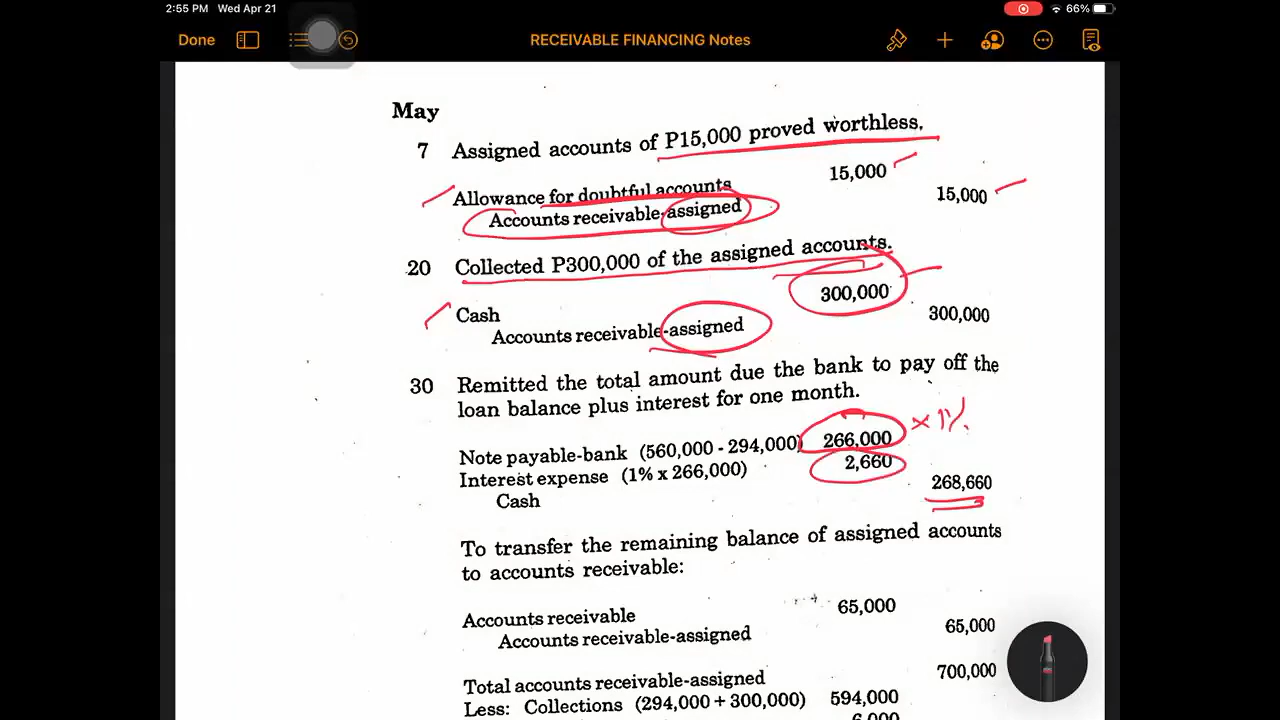 2:55 PM Wed Apr 21
66%
Done
RECEIVABLE FINANCING Notes
May
7 Assigned accounts of P15,000 proved worthless.
Allowance for doubtful accounts 15,000
Accounts receivable-assigned 15,000
20 Collected P300,000 of the assigned accounts.
Cash 300,000
Accounts receivable-assigned 300,000
30 Remitted the total amount due the bank to pay off the
loan balance plus interest for one month.
Note payable-bank (560,000 - 294,000) 266,000 × 1%
Interest expense (1% x 266,000) 2,660
Cash 268,660
To transfer the remaining balance of assigned accounts
to accounts receivable:
Accounts receivable 65,000
Accounts receivable-assigned 65,000
Total accounts receivable-assigned 700,000
Less: Collections (294,000 + 300,000) 594,000
6,000